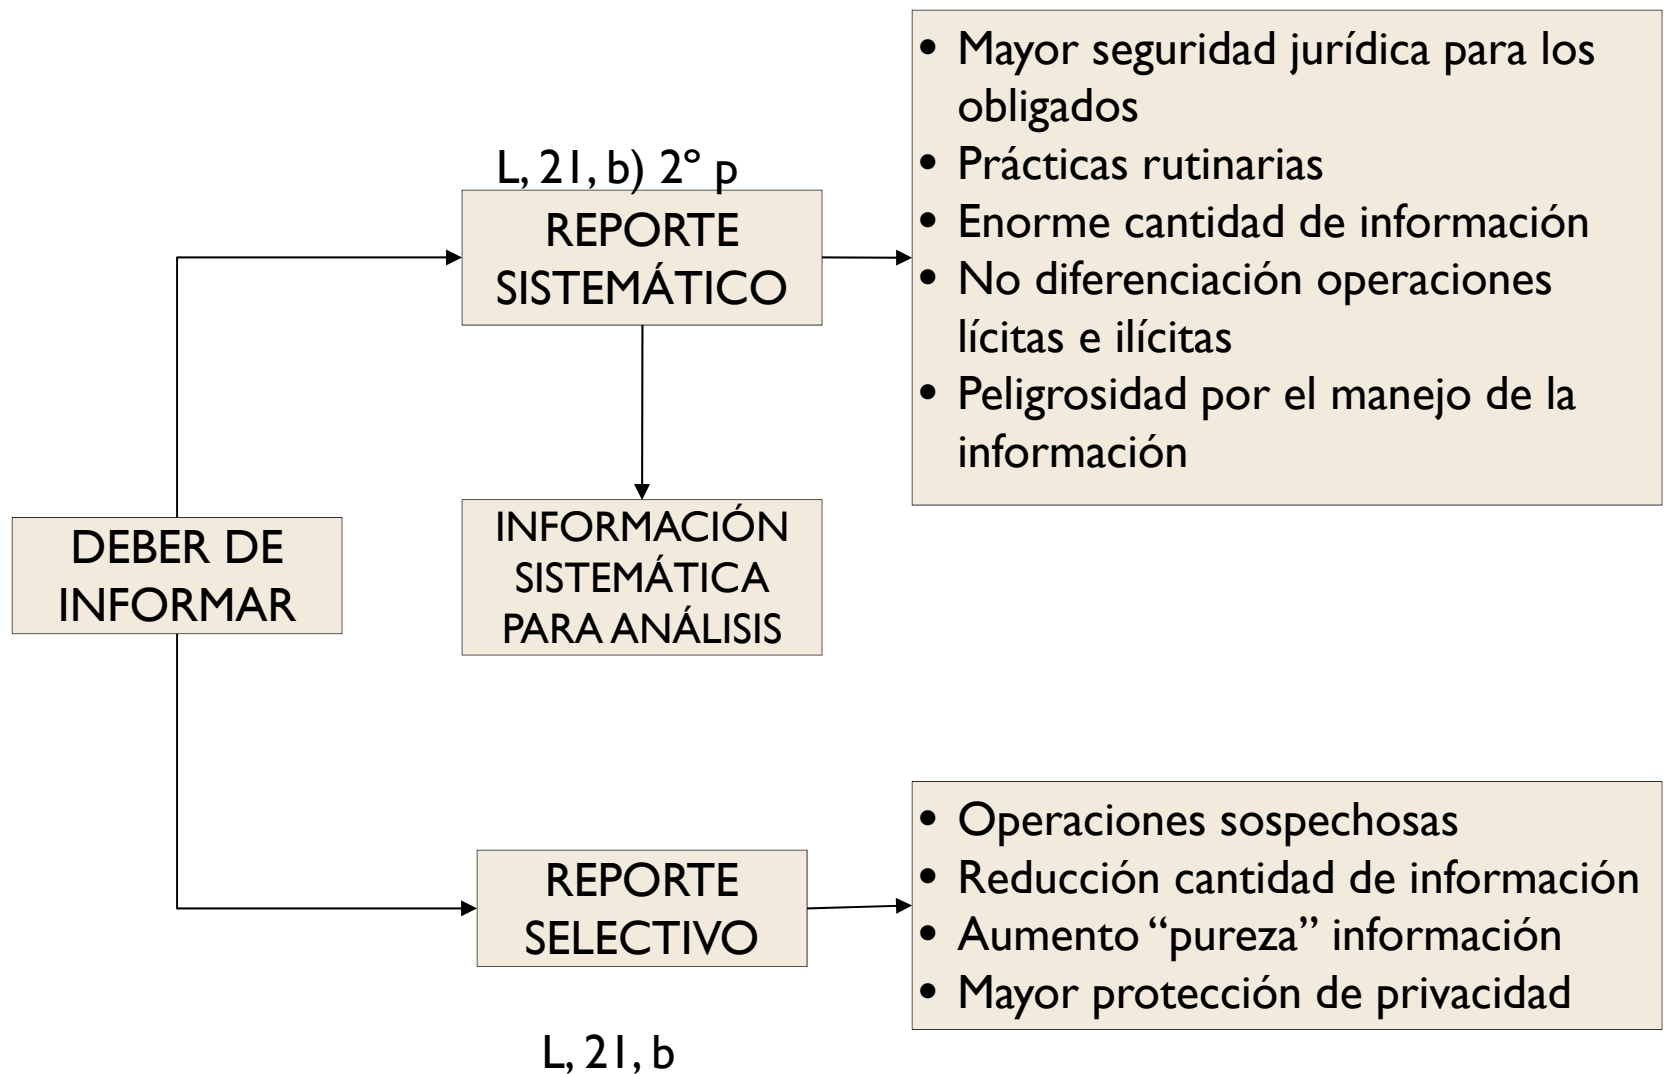 L, 21, b) 2º p
REPORTE
SISTEMÁTICO
• Mayor seguridad jurídica para los
obligados
• Prácticas rutinarias
• Enorme cantidad de información
• No diferenciación operaciones
lícitas e ilícitas
• Peligrosidad por el manejo de la
información
DEBER DE
INFORMAR
INFORMACIÓN
SISTEMÁTICA
PARA ANÁLISIS
REPORTE
SELECTIVO
• Operaciones sospechosas
• Reducción cantidad de información
• Aumento “pureza” información
• Mayor protección de privacidad
L, 21, b